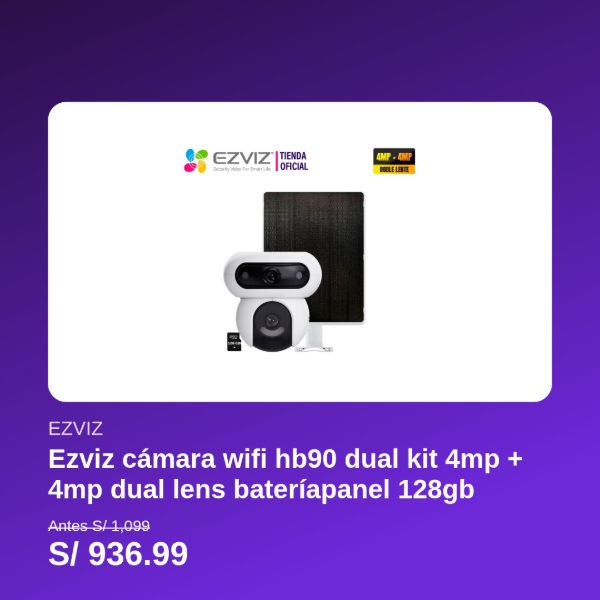 EZVIZ
Security Video For Smart Life
TIENDA
OFICIAL
4MP + 4MP
DOBLE LENTE
EZVIZ
Ezviz cámara wifi hb90 dual kit 4mp +
4mp dual lens bateríapanel 128gb
Antes S/ 1,099
S/ 936.99